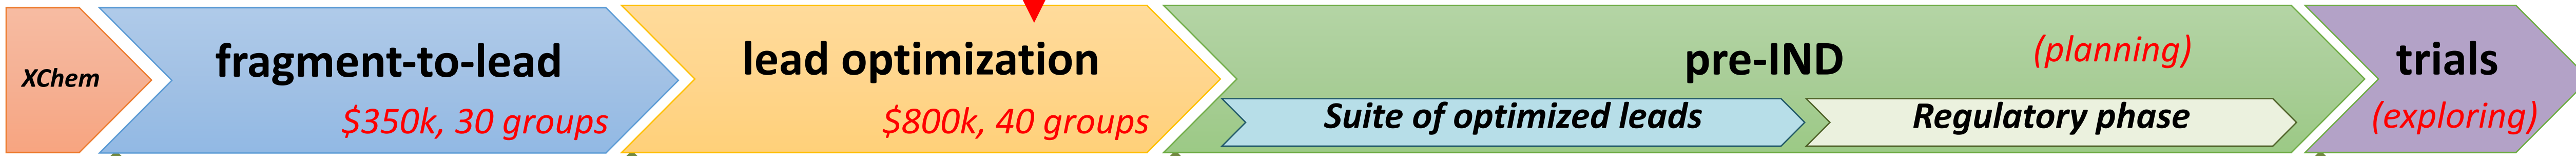 XChem
fragment-to-lead
$350k, 30 groups
lead optimization
$800k, 40 groups
pre-IND
(planning)
Suite of optimized leads
Regulatory phase
trials
(exploring)